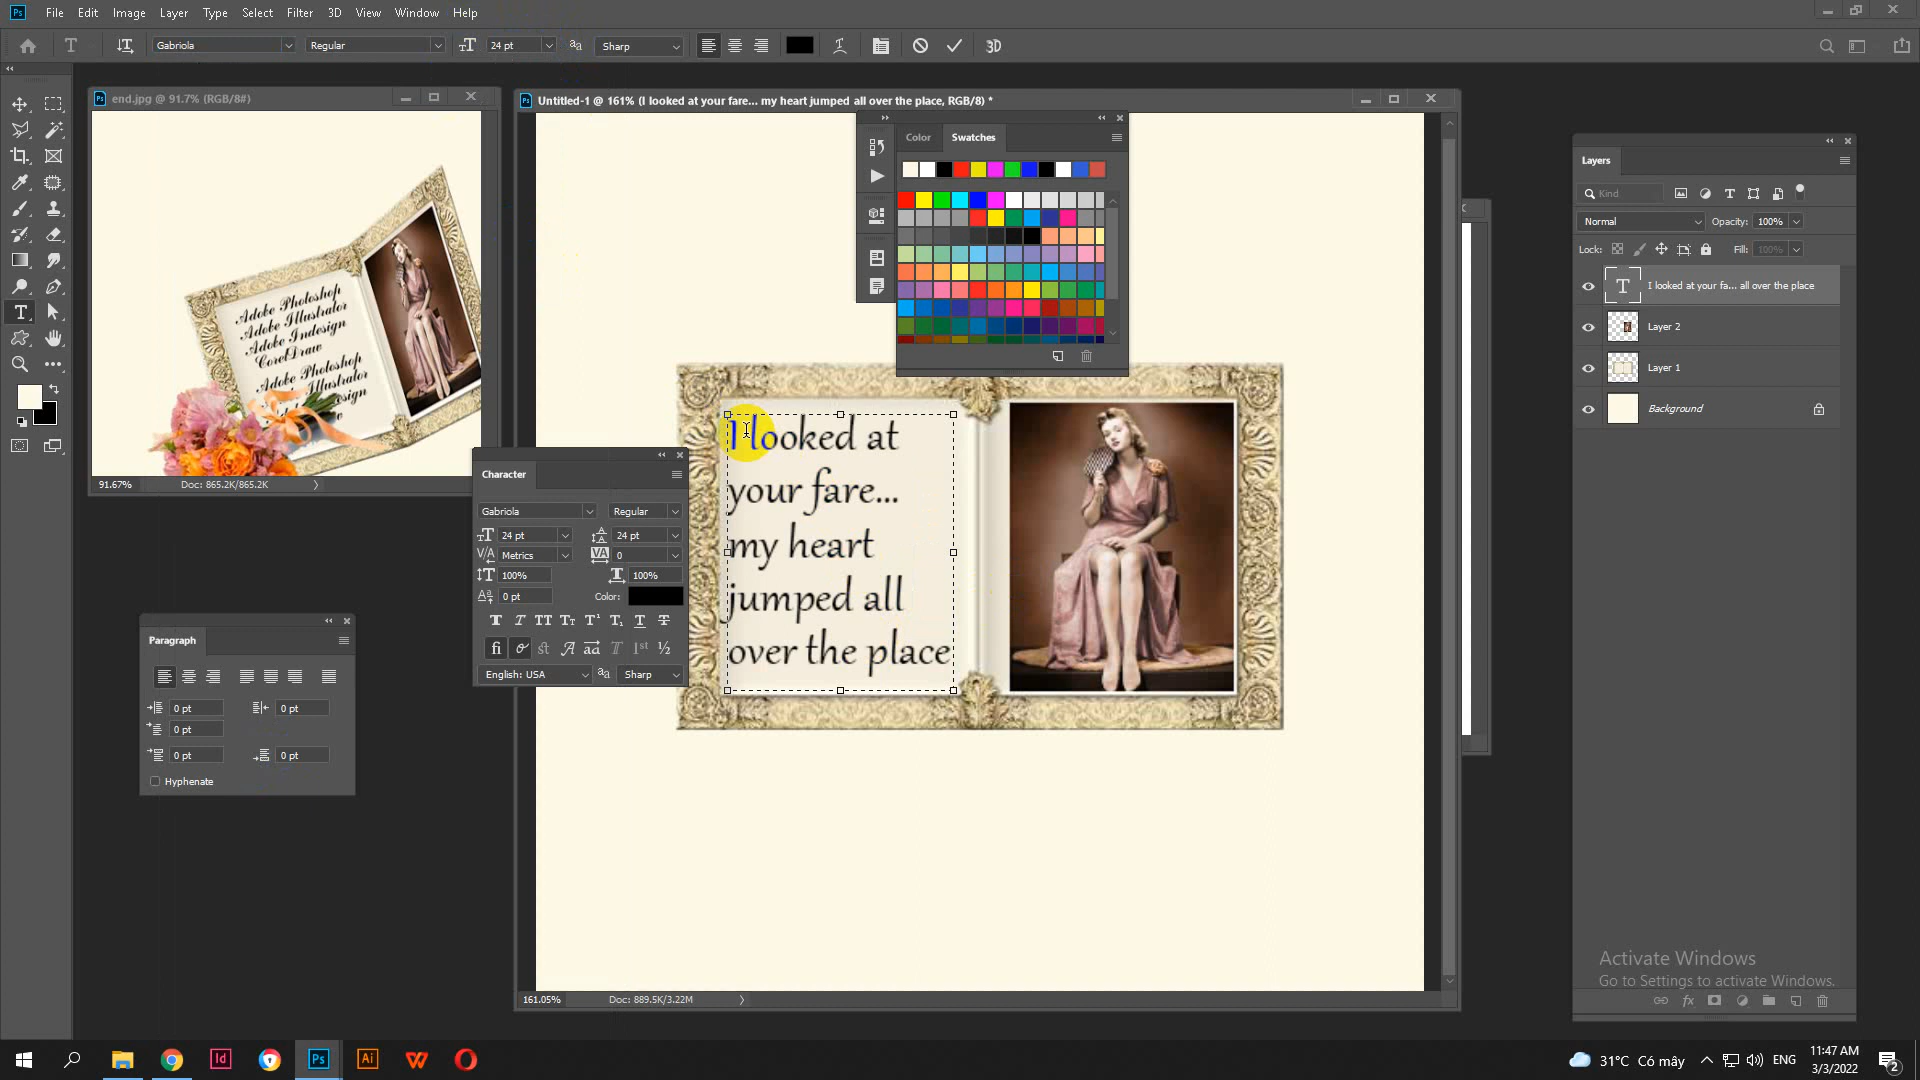 File Edit Image Layer Type Select Filter 3D View Window Help
Gabriola Regular 24 pt Sharp 3D
end.jpg @ 91.7% (RGB/8#)
Adobe Photoshop
Adobe Illustrator
Adobe Indesign
CorelDraw
Adobe Photoshop
Adobe Illustrator
91.67% Doc: 865.2K/865.2K
Untitled-1 @ 161% (I looked at your fare... my heart jumped all over the place, RGB/8) *
Color Swatches
I looked at
your fare...
my heart
jumped all
over the place
161.05% Doc: 889.5K/3.22M
Character
Gabriola Regular
24 pt 24 pt
Metrics 0
100% 100%
0 pt Color:
English: USA Sharp
Paragraph
0 pt 0 pt
0 pt
0 pt 0 pt
Hyphenate
Layers
Kind
Normal Opacity: 100%
Lock: Fill: 100%
I looked at your fa... all over the place
Layer 2
Layer 1
Background
Activate Windows
Go to Settings to activate Windows.
31°C Có mây ENG 11:47 AM
3/3/2022 2